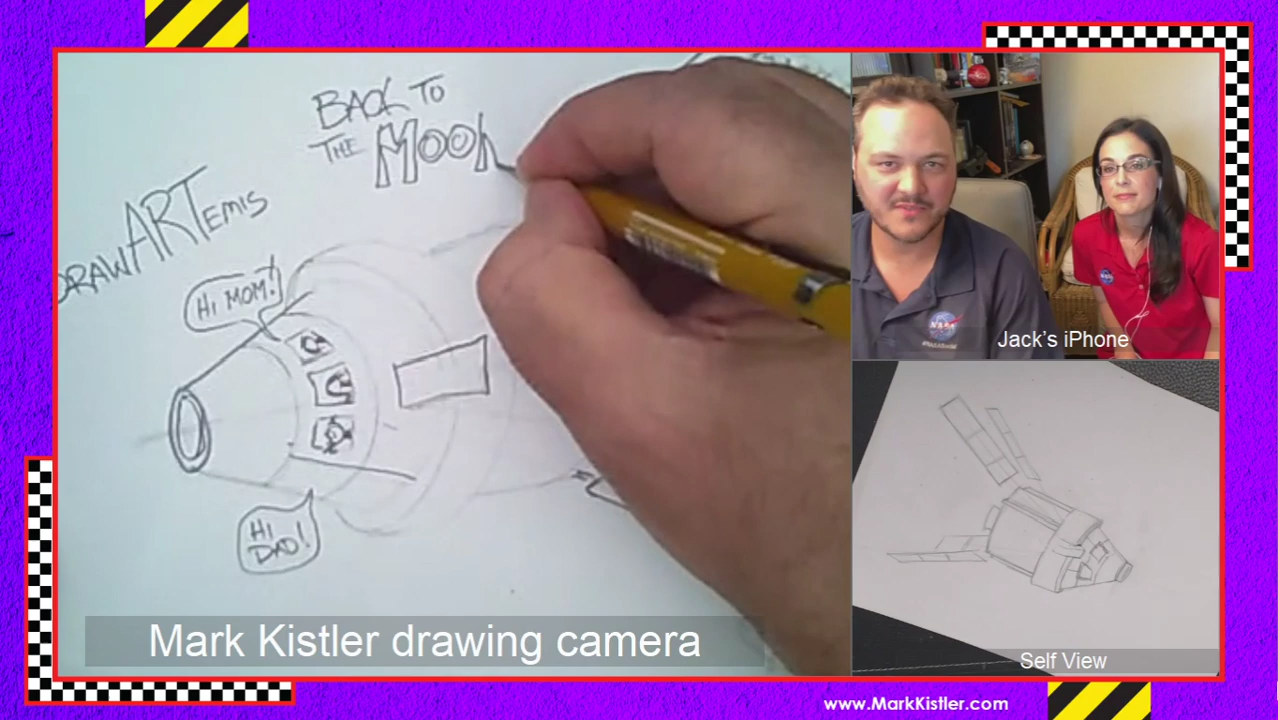 BACK TO
THE MOON
DRAWARTEMIS
HI MOM!
HI
DAD!
Mark Kistler drawing camera
NASA
Jack's iPhone
Self View
www.MarkKistler.com